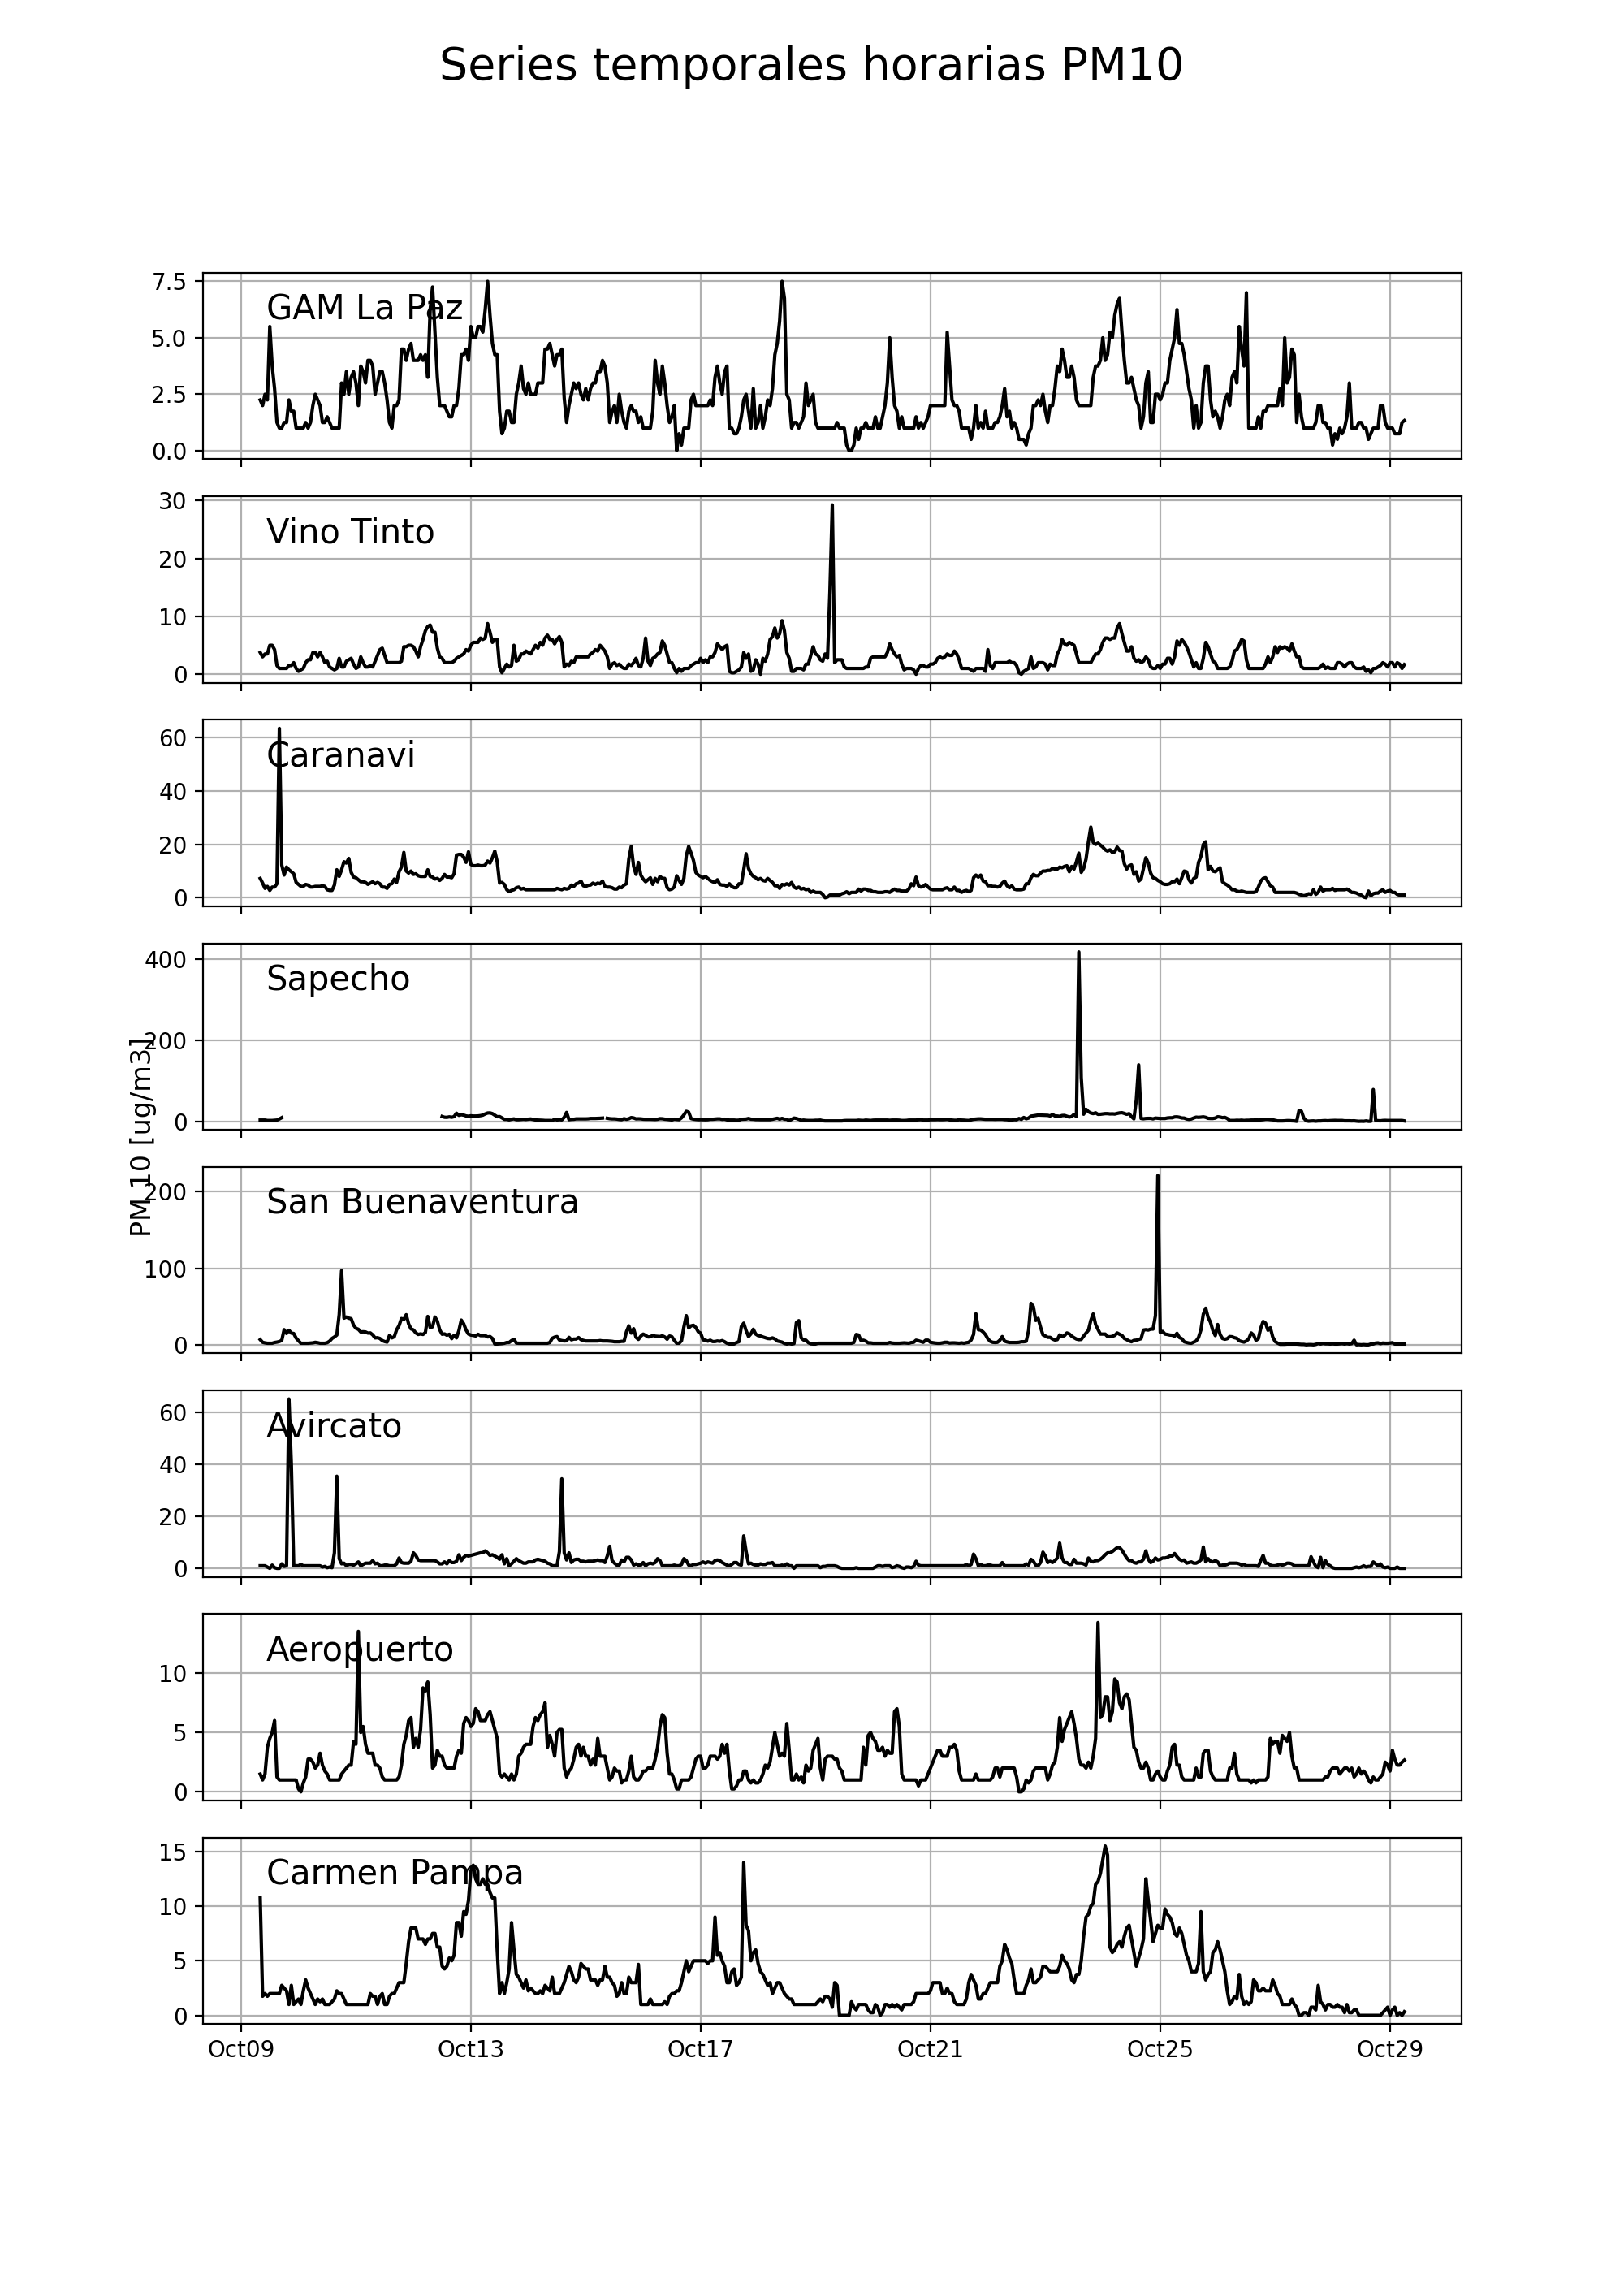 Series temporales horarias PM10
7.5
5.0
2.5
0.0
GAM La Paz
30
20
10
0
Vino Tinto
60
40
20
0
Caranavi
400
200
0
Sapecho
PM 10 [ug/m3]
200
100
0
San Buenaventura
60
40
20
0
Avircato
10
5
0
Aeropuerto
15
10
5
0
Carmen Pampa
Oct09 Oct13 Oct17 Oct21 Oct25 Oct29